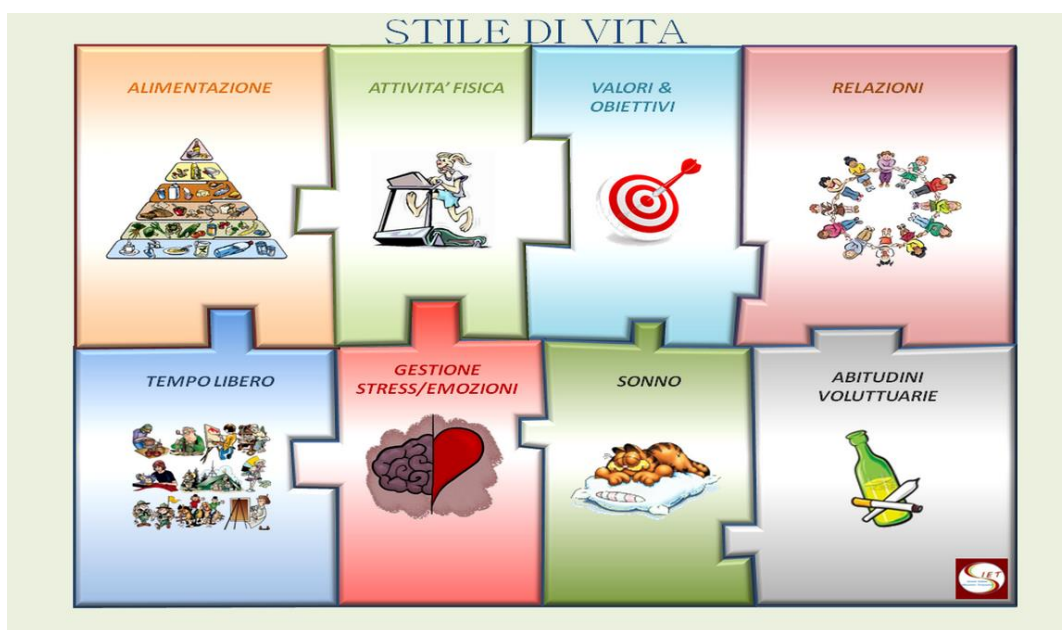 STILE DI VITA
ALIMENTAZIONE
ATTIVITA' FISICA
VALORI &
OBIETTIVI
RELAZIONI
TEMPO LIBERO
GESTIONE
STRESS/EMOZIONI
SONNO
ABITUDINI
VOLUTTUARIE